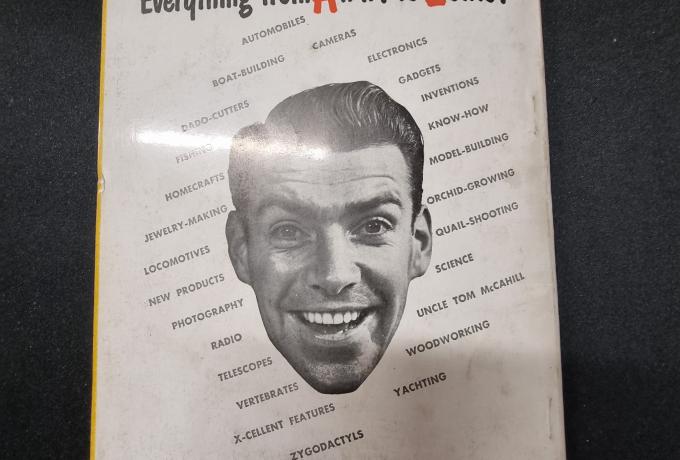 Everything from A
AUTOMOBILES
CAMERAS
BOAT-BUILDING
ELECTRONICS
GADGETS
INVENTIONS
DADO-CUTTERS
KNOW-HOW
FISHING
MODEL-BUILDING
HOMECRAFTS
ORCHID-GROWING
JEWELRY-MAKING
QUAIL-SHOOTING
LOCOMOTIVES
SCIENCE
NEW PRODUCTS
UNCLE TOM McCAHILL
PHOTOGRAPHY
RADIO
WOODWORKING
TELESCOPES
YACHTING
VERTEBRATES
X-CELLENT FEATURES
ZYGODACTYLS